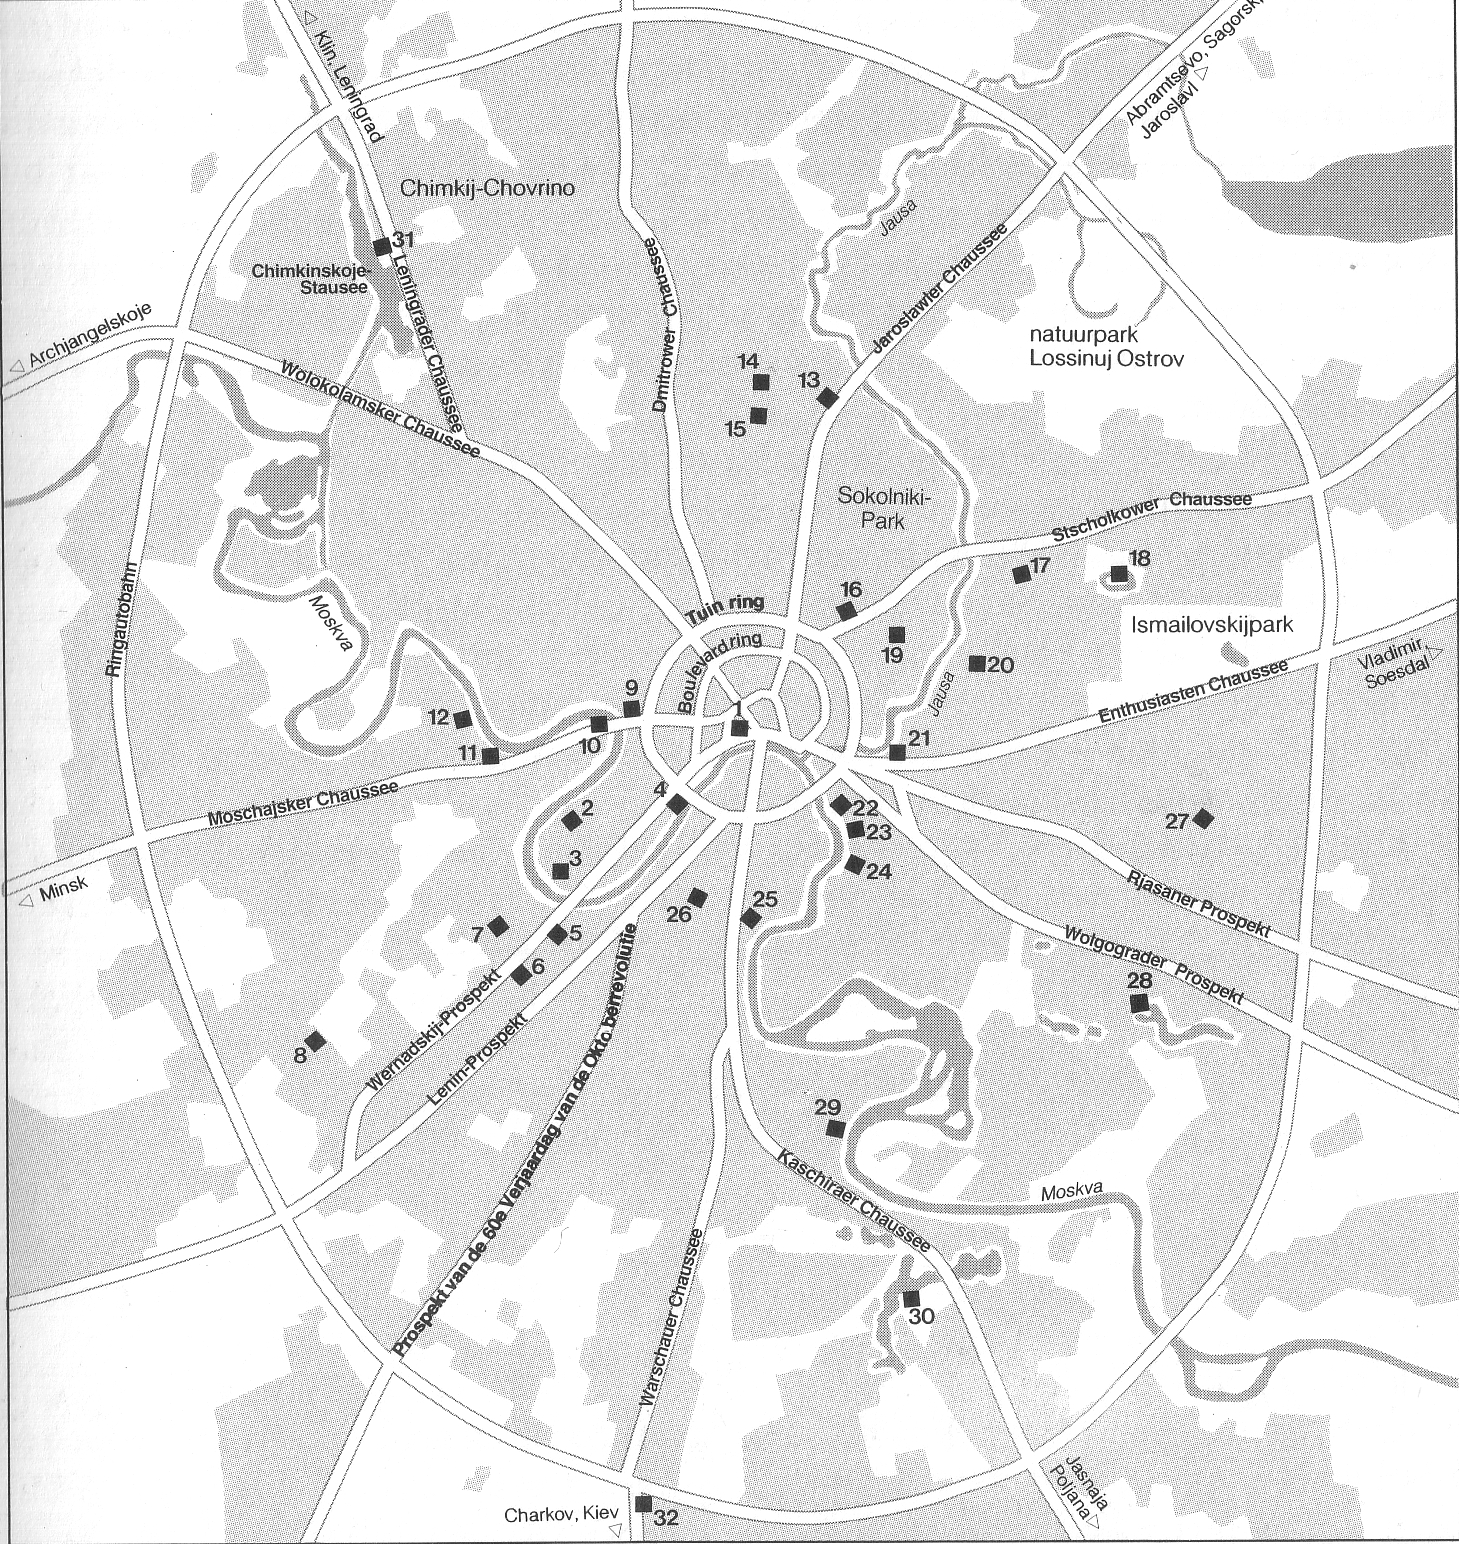 Klin, Leningrad
Abramtsevo, Sagorsk,
Jaroslavl
Chimkij-Chovrino
Jausa
31
Chimkinskoje-
Stausee
Leningrader Chaussee
Dmitrower Chaussee
Jaroslawler Chaussee
Archjangelskoje
natuurpark
Lossinuj Ostrov
14
13
15
Wolokolamsker Chaussee
Sokolniki-
Park
Stscholkower Chaussee
17
18
16
Ringautobahn
Moskva
Tuin ring
Boulevardring
Ismailovskijpark
19
20
Vladimir,
Soesdal
Jausa
9
12
10
11
1
21
Enthusiasten Chaussee
Moschajsker Chaussee
4
2
22
23
27
3
24
Minsk
26
25
Rjasaner Prospekt
7
5
6
Wolgograder Prospekt
28
8
Wernadskij-Prospekt
Lenin-Prospekt
Prospekt van de 60e Verjaardag van de Okto berrevolutie
29
Kaschiraer Chaussee
Moskva
Warschauer Chaussee
30
Jasnaja
Poljana
Charkov, Kiev
32